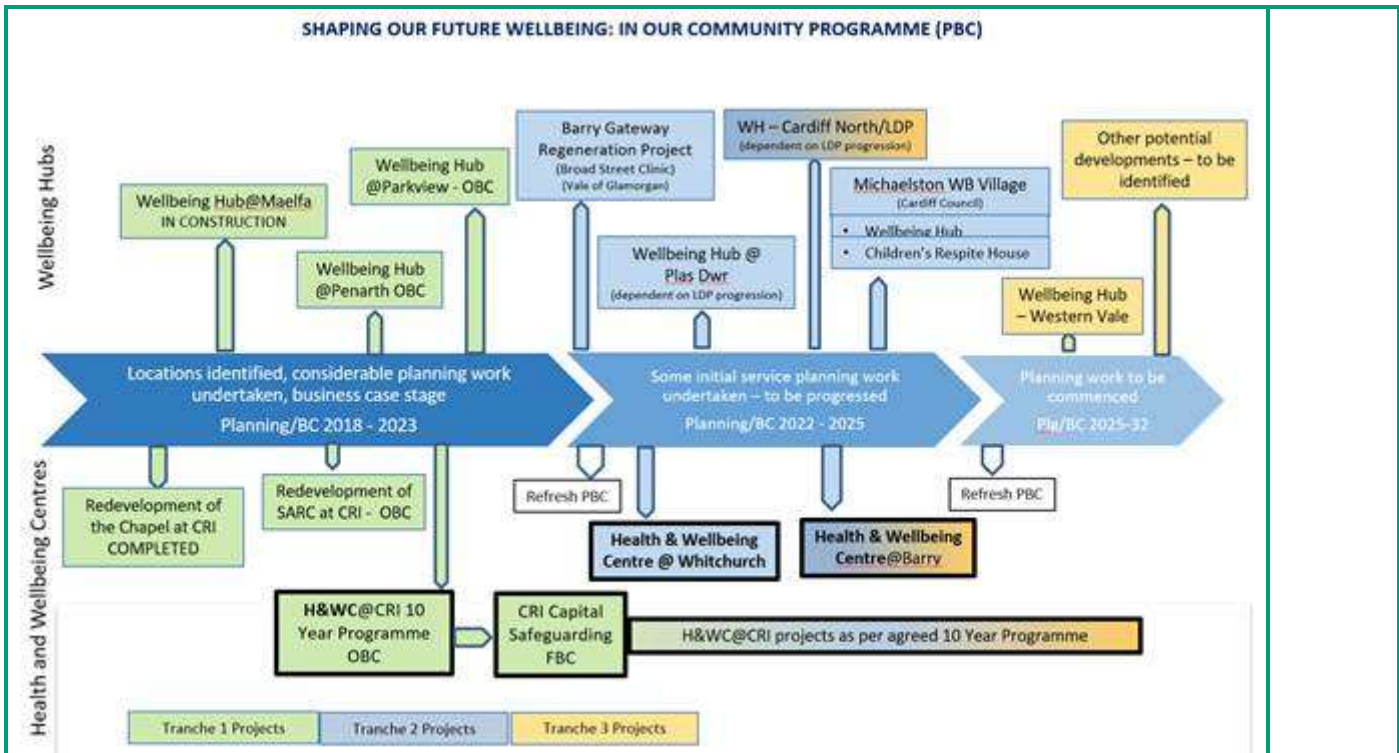 SHAPING OUR FUTURE WELLBEING: IN OUR COMMUNITY PROGRAMME (PBC)
Wellbeing Hubs
Wellbeing Hub@Maelfa
IN CONSTRUCTION
Wellbeing Hub
@Parkview - OBC
Wellbeing Hub
@Penarth OBC
Barry Gateway
Regeneration Project
(Broad Street Clinic)
(Vale of Glamorgan)
Wellbeing Hub @
Plas Dwr
(dependent on LDP progression)
WH – Cardiff North/LDP
(dependent on LDP progression)
Michaelston WB Village
(Cardiff Council)
• Wellbeing Hub
• Children's Respite House
Other potential
developments – to be
identified
Wellbeing Hub
– Western Vale
Locations identified, considerable planning work
undertaken, business case
stage
Planning/BC 2018 - 2023
Some initial service planning work
undertaken – to be progressed
Planning/BC 2022 - 2025
Planning work to be
commenced
Plg/BC 2025-32
Health and Wellbeing Centres
Redevelopment of
the Chapel at CRI
COMPLETED
Redevelopment of
SARC at CRI - OBC
Refresh PBC
Health & Wellbeing
Centre @ Whitchurch
Health & Wellbeing
Centre@Barry
Refresh PBC
H&WC@CRI 10
Year Programme
OBC
CRI Capital
Safeguarding
FBC
H&WC@CRI projects as per agreed 10 Year Programme
Tranche 1 Projects
Tranche 2 Projects
Tranche 3 Projects